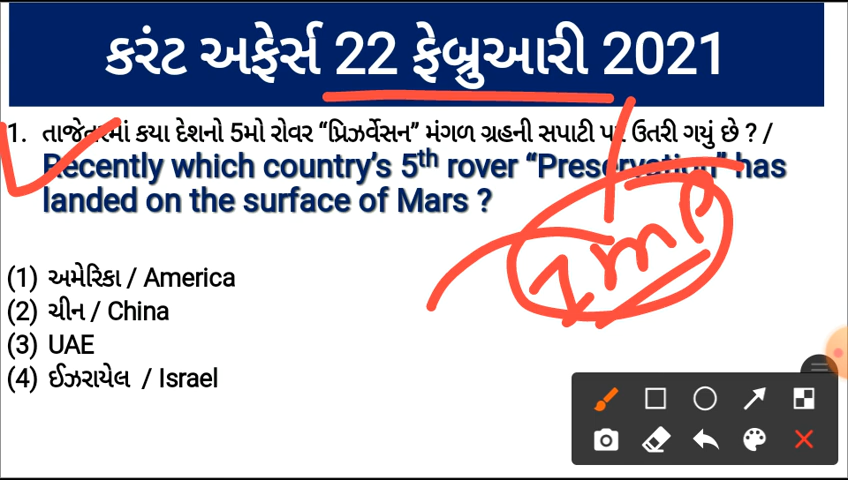 કરંટ અફેર્સ 22 ફેબ્રુઆરી 2021
1. તાજેતરમાં કયા દેશનો 5મો રોવર “પ્રિઝર્વેસન” મંગળ ગ્રહની સપાટી પર ઉતરી ગયું છે ? /
Recently which country’s 5th rover “Preservation” has
landed on the surface of Mars ?
Imp
(1) અમેરિકા / America
(2) ચીન / China
(3) UAE
(4) ઈઝરાયેલ / Israel